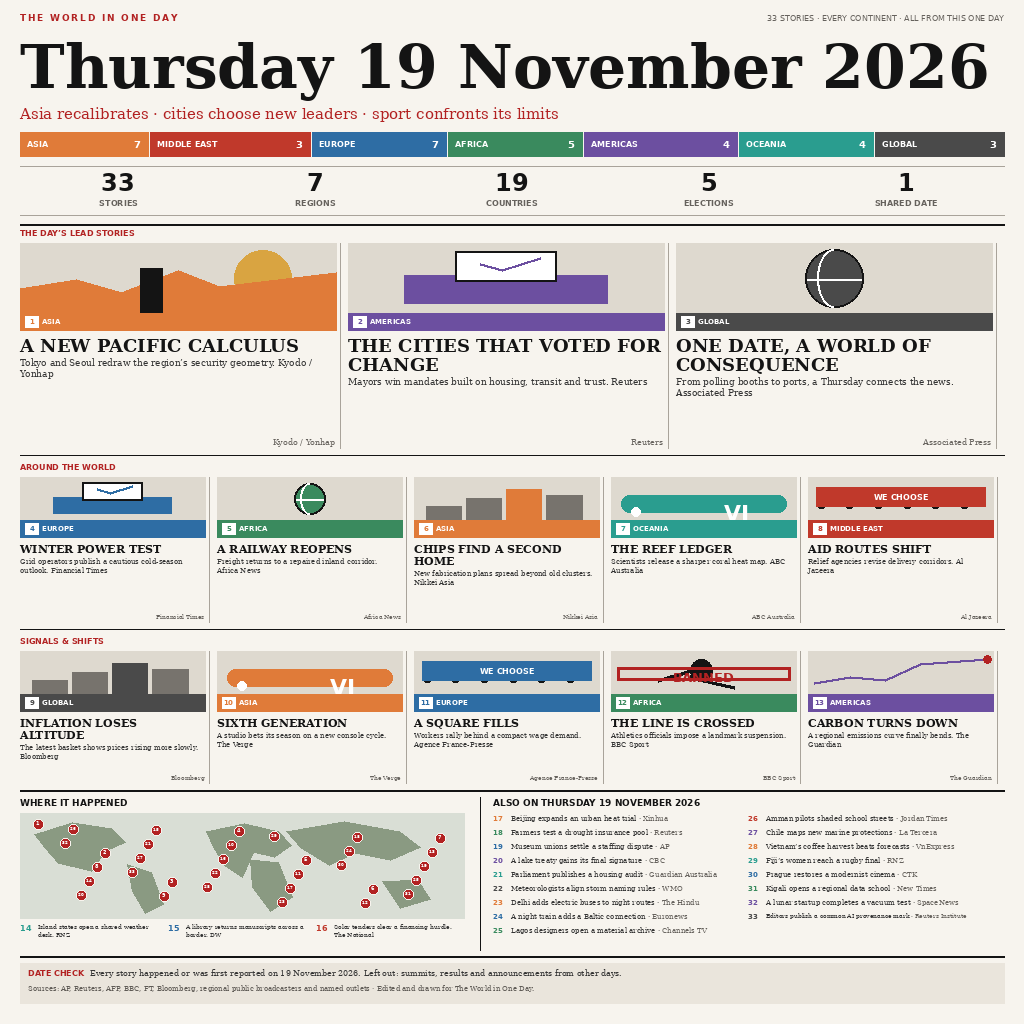 THE WORLD IN ONE DAY
33 STORIES · EVERY CONTINENT · ALL FROM THIS ONE DAY
Thursday 19 November 2026
Asia recalibrates · cities choose new leaders · sport confronts its limits
ASIA 7 MIDDLE EAST 3 EUROPE 7 AFRICA 5 AMERICAS 4 OCEANIA 4 GLOBAL 3
33 7 19 5 1
STORIES REGIONS COUNTRIES ELECTIONS SHARED DATE
THE DAY'S LEAD STORIES
1 ASIA
A NEW PACIFIC CALCULUS
Tokyo and Seoul redraw the region's security geometry. Kyodo /
Yonhap
Kyodo / Yonhap
2 AMERICAS
THE CITIES THAT VOTED FOR
CHANGE
Mayors win mandates built on housing, transit and trust. Reuters
Reuters
3 GLOBAL
ONE DATE, A WORLD OF
CONSEQUENCE
From polling booths to ports, a Thursday connects the news.
Associated Press
Associated Press
AROUND THE WORLD
4 EUROPE
WINTER POWER TEST
Grid operators publish a cautious cold-season
outlook. Financial Times
Financial Times
5 AFRICA
A RAILWAY REOPENS
Freight returns to a repaired inland corridor.
Africa News
Africa News
6 ASIA
CHIPS FIND A SECOND
HOME
New fabrication plans spread beyond old clusters.
Nikkei Asia
Nikkei Asia
VI
7 OCEANIA
THE REEF LEDGER
Scientists release a sharper coral heat map. ABC
Australia
ABC Australia
WE CHOOSE
8 MIDDLE EAST
AID ROUTES SHIFT
Relief agencies revise delivery corridors. Al
Jazeera
Al Jazeera
SIGNALS & SHIFTS
9 GLOBAL
INFLATION LOSES
ALTITUDE
The latest basket shows prices rising more slowly.
Bloomberg
Bloomberg
VI
10 ASIA
SIXTH GENERATION
A studio bets its season on a new console cycle.
The Verge
The Verge
WE CHOOSE
11 EUROPE
A SQUARE FILLS
Workers rally behind a compact wage demand.
Agence France-Presse
Agence France-Presse
BANNED
12 AFRICA
THE LINE IS CROSSED
Athletics officials impose a landmark suspension.
BBC Sport
BBC Sport
13 AMERICAS
CARBON TURNS DOWN
A regional emissions curve finally bends. The
Guardian
The Guardian
WHERE IT HAPPENED
14 Island states open a shared weather
desk. RNZ
15 A library returns manuscripts across a
border. DW
16 Solar tenders clear a financing hurdle.
The National
ALSO ON THURSDAY 19 NOVEMBER 2026
17 Beijing expands an urban heat trial · Xinhua
18 Farmers test a drought insurance pool · Reuters
19 Museum unions settle a staffing dispute · AP
20 A lake treaty gains its final signature · CBC
21 Parliament publishes a housing audit · Guardian Australia
22 Meteorologists align storm naming rules · WMO
23 Delhi adds electric buses to night routes · The Hindu
24 A night train adds a Baltic connection · Euronews
25 Lagos designers open a material archive · Channels TV
26 Amman pilots shaded school streets · Jordan Times
27 Chile maps new marine protections · La Tercera
28 Vietnam's coffee harvest beats forecasts · VnExpress
29 Fiji's women reach a rugby final · RNZ
30 Prague restores a modernist cinema · CTK
31 Kigali opens a regional data school · New Times
32 A lunar startup completes a vacuum test · SpaceNews
33 Editors publish a common AI provenance mark · Reuters Institute
DATE CHECK Every story happened or was first reported on 19 November 2026. Left out: summits, results and announcements from other days.
Sources: AP, Reuters, AFP, BBC, FT, Bloomberg, regional public broadcasters and named outlets · Edited and drawn for The World in One Day.